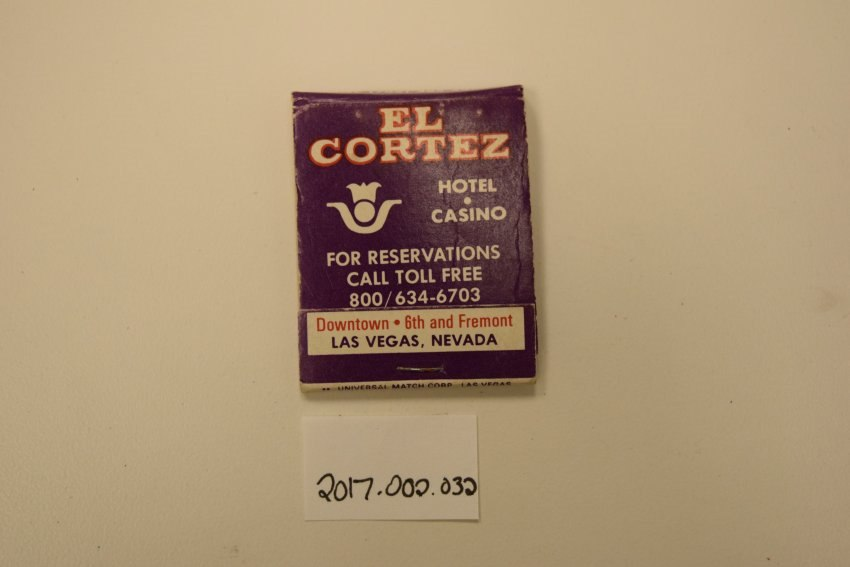 EL
CORTEZ
HOTEL
•
CASINO
FOR RESERVATIONS
CALL TOLL FREE
800/634-6703
Downtown • 6th and Fremont
LAS VEGAS, NEVADA
UNIVERSAL MATCH CORP. LAS VEGAS
2017.002.032